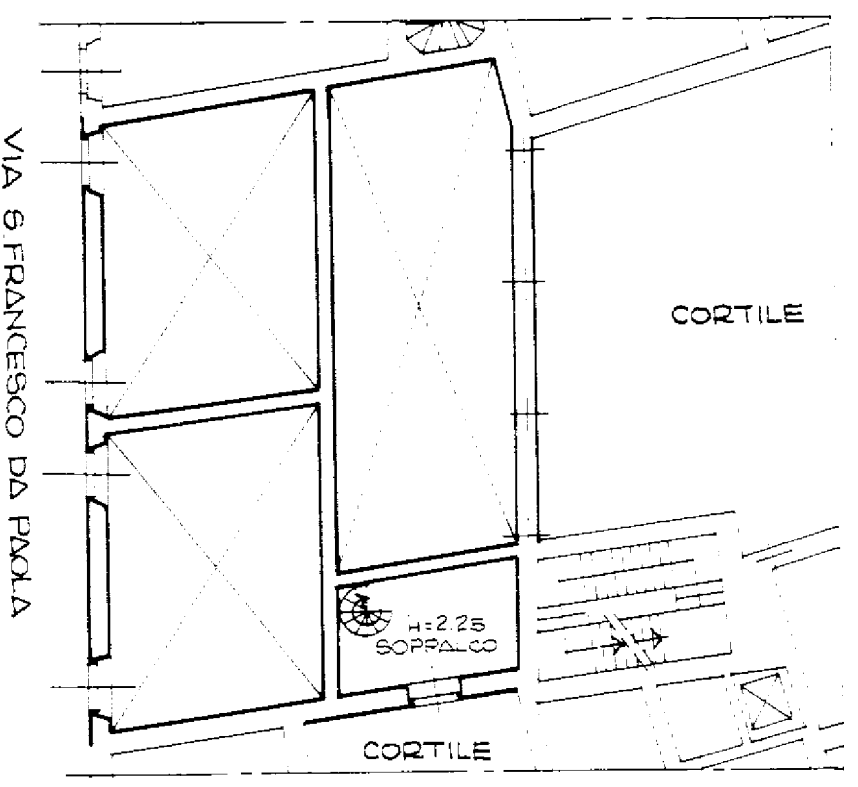 VIA S.FRANCESCO DA PAOLA
CORTILE
H=2.25
SOPPALCO
CORTILE